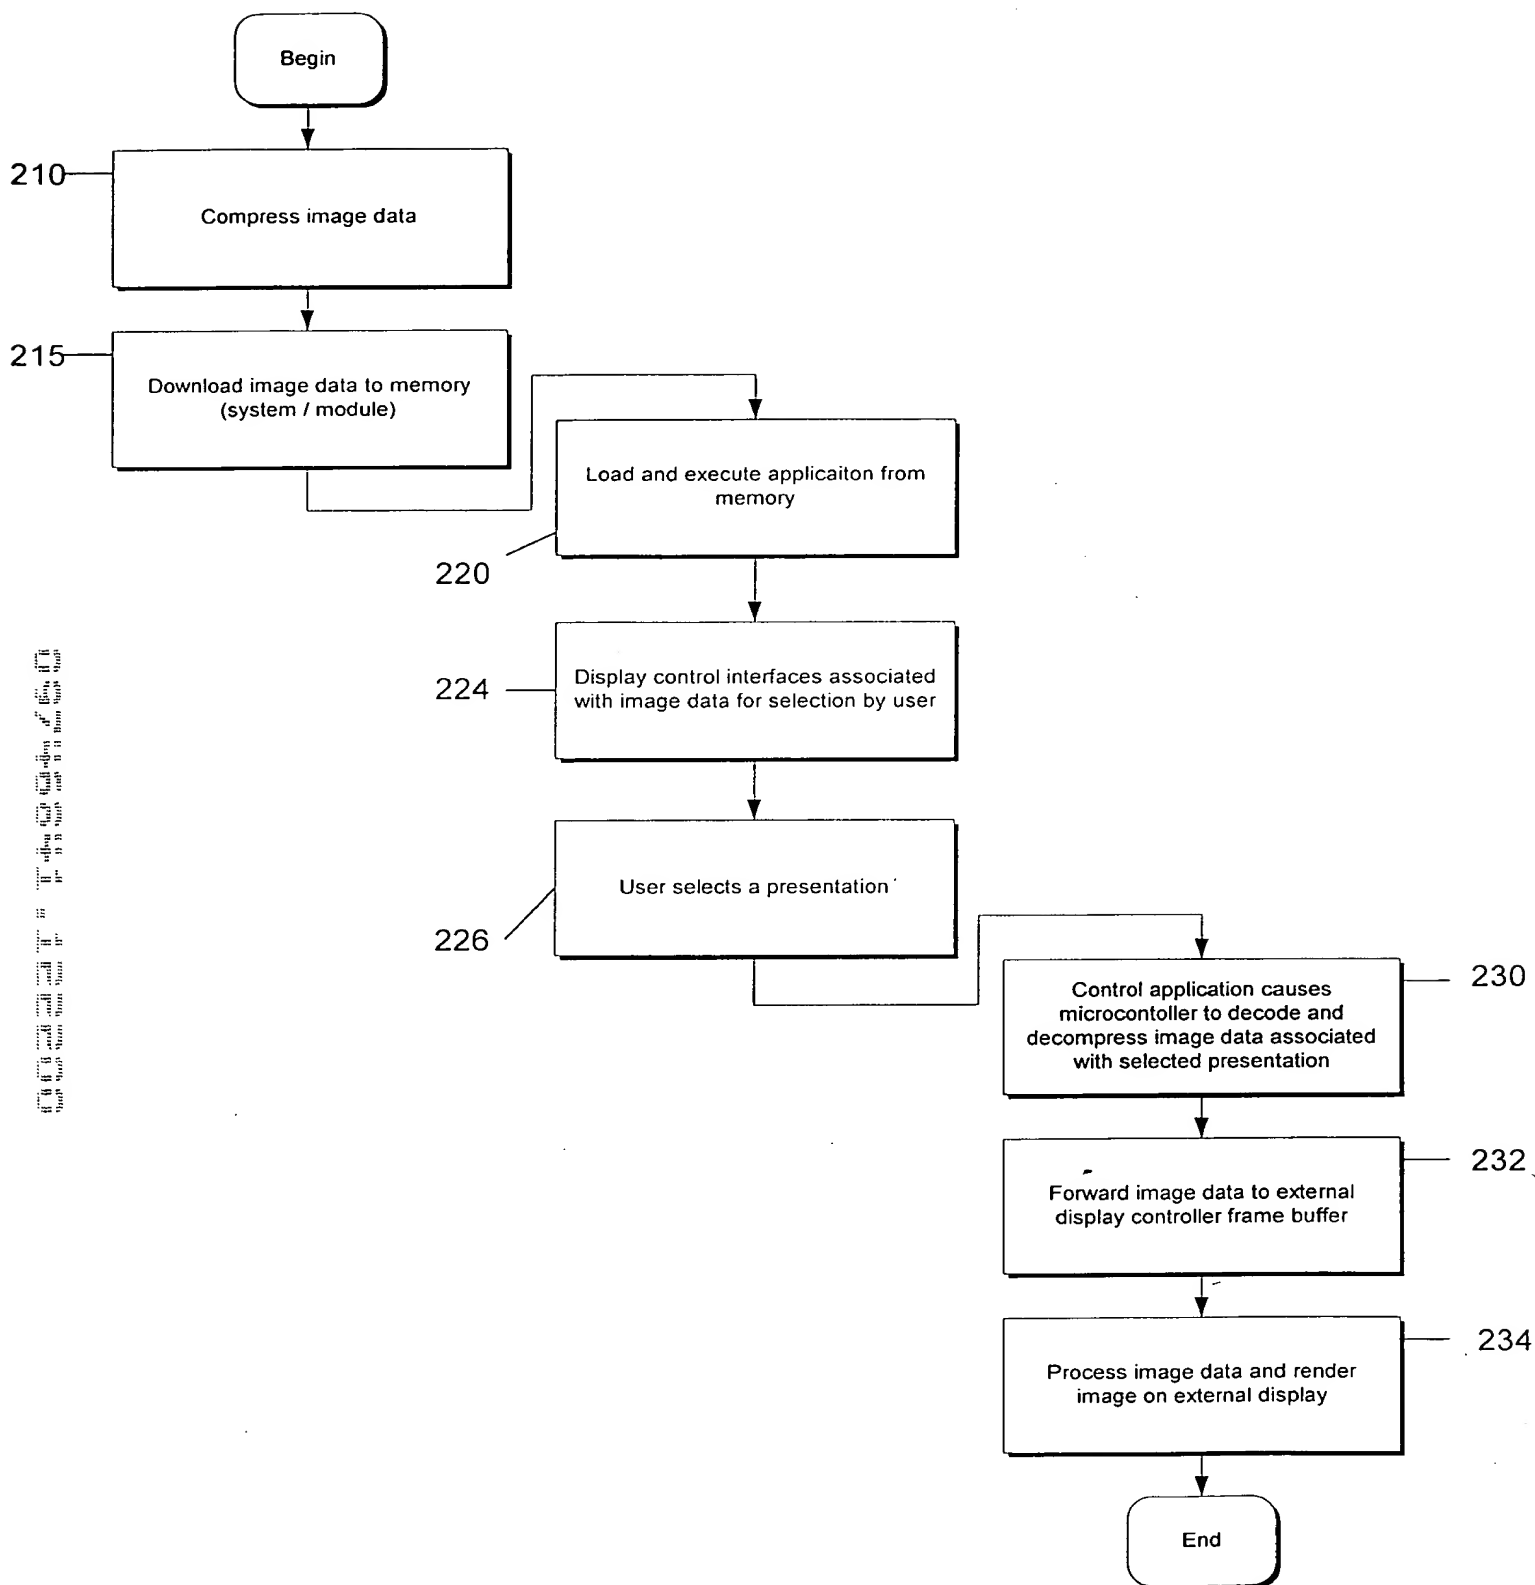 Begin
210
Compress image data
215
Download image data to memory
(system / module)
Load and execute applicaiton from
memory
220
224
Display control interfaces associated
with image data for selection by user
User selects a presentation
226
Control application causes
microcontoller to decode and
decompress image data associated
with selected presentation
230
Forward image data to external
display controller frame buffer
232
Process image data and render
image on external display
234
End